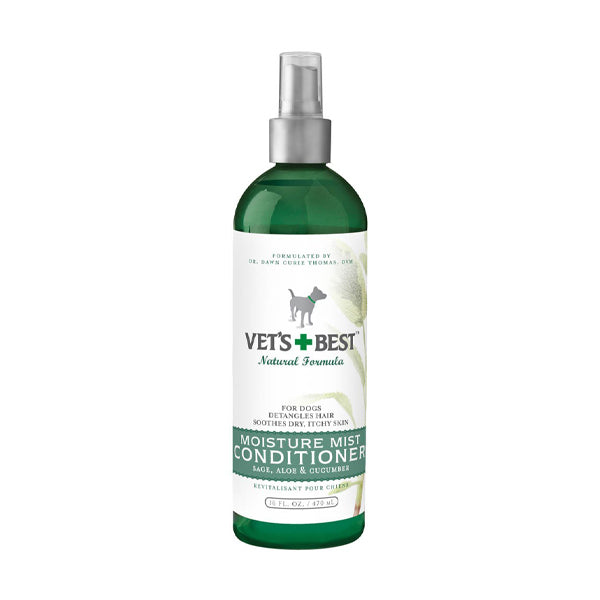 FORMULATED BY
DR. DAWN CURIE THOMAS, DVM
VET'S+BEST™
Natural Formula
FOR DOGS
DETANGLES HAIR
SOOTHES DRY, ITCHY SKIN
MOISTURE MIST
CONDITIONER
SAGE, ALOE & CUCUMBER
REVITALISANT POUR CHIENS
16 FL. OZ. / 470 mL